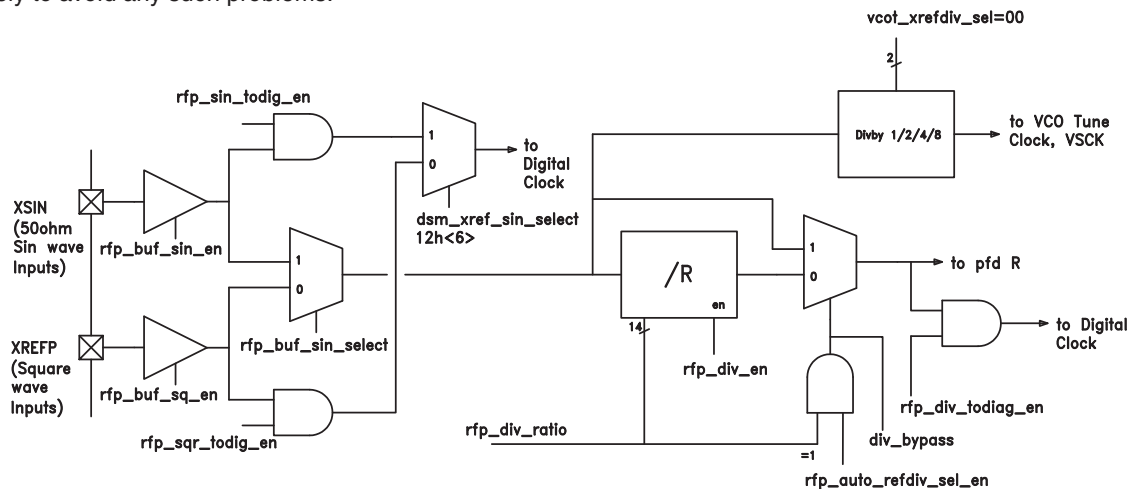 ely to avoid any such problems.
vcot_xrefdiv_sel=00
2
rfp_sin_todig_en
Divby 1/2/4/8
to VCO Tune
Clock, VSCK
1
0
to
Digital
Clock
XSIN
(50ohm
Sin wave
Inputs)
rfp_buf_sin_en
dsm_xref_sin_select
12h<6>
1
0
/R
en
1
0
to pfd R
14
XREFP
(Square
wave
Inputs)
rfp_buf_sq_en
rfp_buf_sin_select
rfp_div_en
to Digital
Clock
rfp_div_todiag_en
rfp_sqr_todig_en
rfp_div_ratio
=1
div_bypass
rfp_auto_refdiv_sel_en